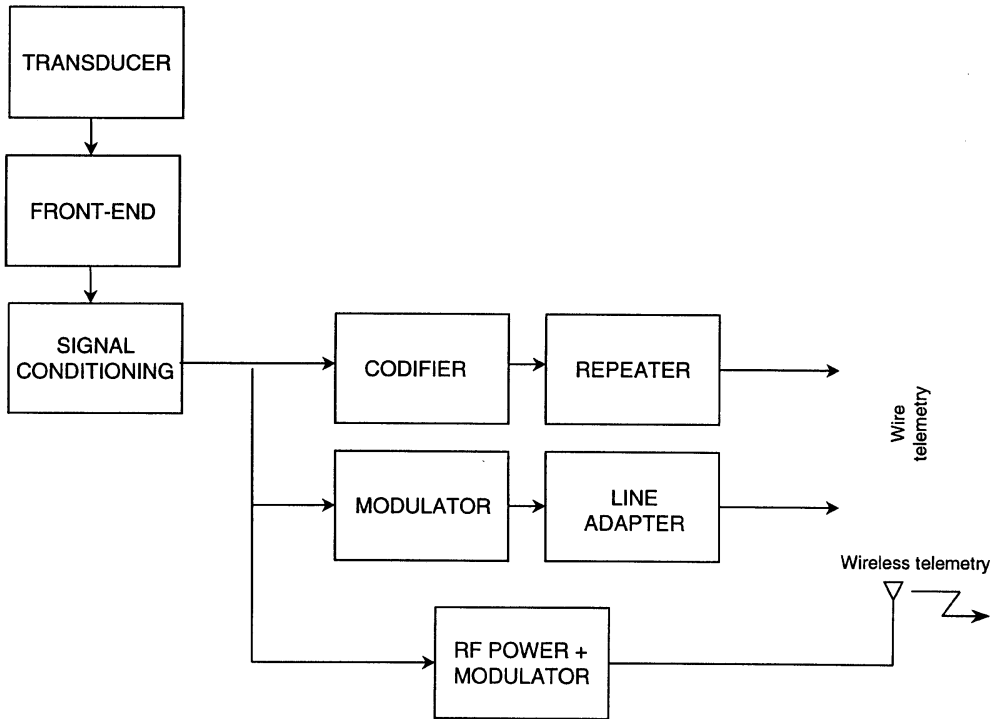 TRANSDUCER
FRONT-END
SIGNAL
CONDITIONING
CODIFIER
REPEATER
Wire
telemetry
MODULATOR
LINE
ADAPTER
Wireless telemetry
RF POWER +
MODULATOR